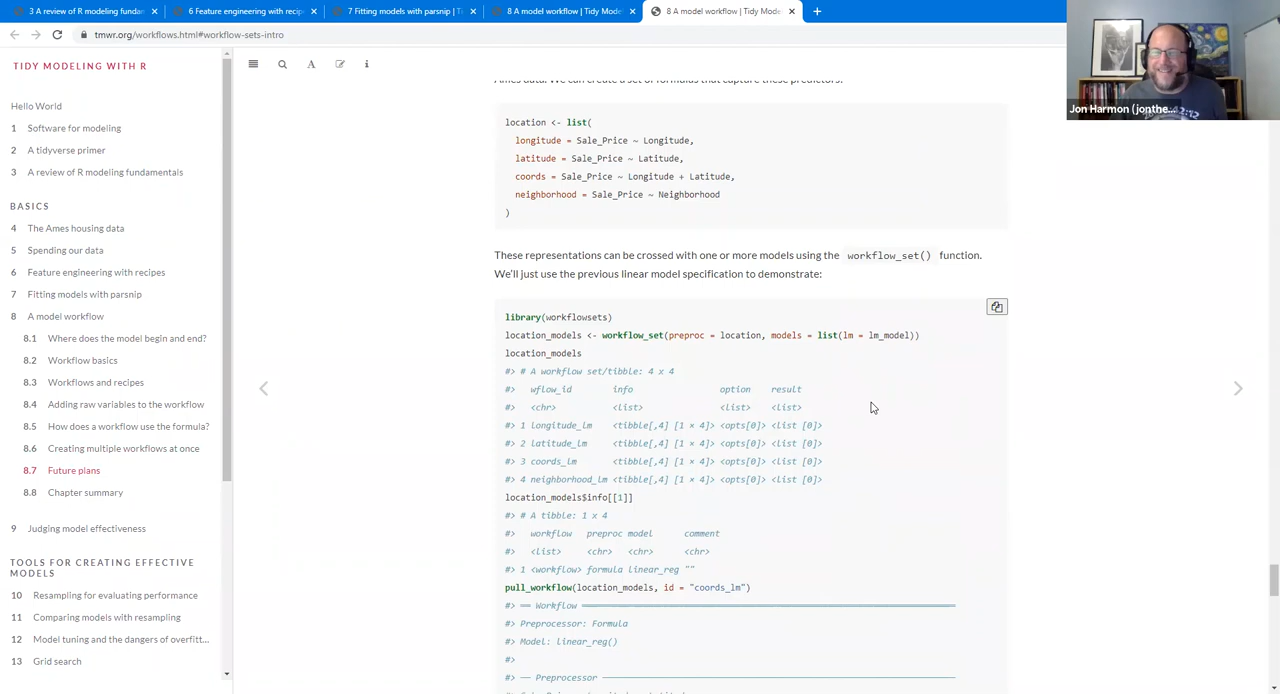 3 A review of R modeling fundam
6 Feature engineering with recip
7 Fitting models with parsnip | T
8 A model workflow | Tidy Model
8 A model workflow | Tidy Mode
tmwr.org/workflows.html#workflow-sets-intro
TIDY MODELING WITH R
Hello World
1 Software for modeling
2 A tidyverse primer
3 A review of R modeling fundamentals
BASICS
4 The Ames housing data
5 Spending our data
6 Feature engineering with recipes
7 Fitting models with parsnip
8 A model workflow
8.1 Where does the model begin and end?
8.2 Workflow basics
8.3 Workflows and recipes
8.4 Adding raw variables to the workflow
8.5 How does a workflow use the formula?
8.6 Creating multiple workflows at once
8.7 Future plans
8.8 Chapter summary
9 Judging model effectiveness
TOOLS FOR CREATING EFFECTIVE
MODELS
10 Resampling for evaluating performance
11 Comparing models with resampling
12 Model tuning and the dangers of overfitt...
13 Grid search
Ames data. We can create a set of formulas that capture these predictors:
location <- list(
longitude = Sale_Price ~ Longitude,
latitude = Sale_Price ~ Latitude,
coords = Sale_Price ~ Longitude + Latitude,
neighborhood = Sale_Price ~ Neighborhood
)
These representations can be crossed with one or more models using the workflow_set() function.
We'll just use the previous linear model specification to demonstrate:
library(workflowsets)
location_models <- workflow_set(preproc = location, models = list(lm = lm_model))
location_models
#> # A workflow set/tibble: 4 x 4
#> wflow_id info option result
#> <chr> <list> <list> <list>
#> 1 longitude_lm <tibble[,4] [1 × 4]> <opts[0]> <list [0]>
#> 2 latitude_lm <tibble[,4] [1 × 4]> <opts[0]> <list [0]>
#> 3 coords_lm <tibble[,4] [1 × 4]> <opts[0]> <list [0]>
#> 4 neighborhood_lm <tibble[,4] [1 × 4]> <opts[0]> <list [0]>
location_models$info[[1]]
#> # A tibble: 1 x 4
#> workflow preproc model comment
#> <list> <chr> <chr> <chr>
#> 1 <workflow> formula linear_reg ""
pull_workflow(location_models, id = "coords_lm")
#> ══ Workflow ══════════
#> Preprocessor: Formula
#> Model: linear_reg()
#>
#> ── Preprocessor ──────────
Jon Harmon (jonthe...